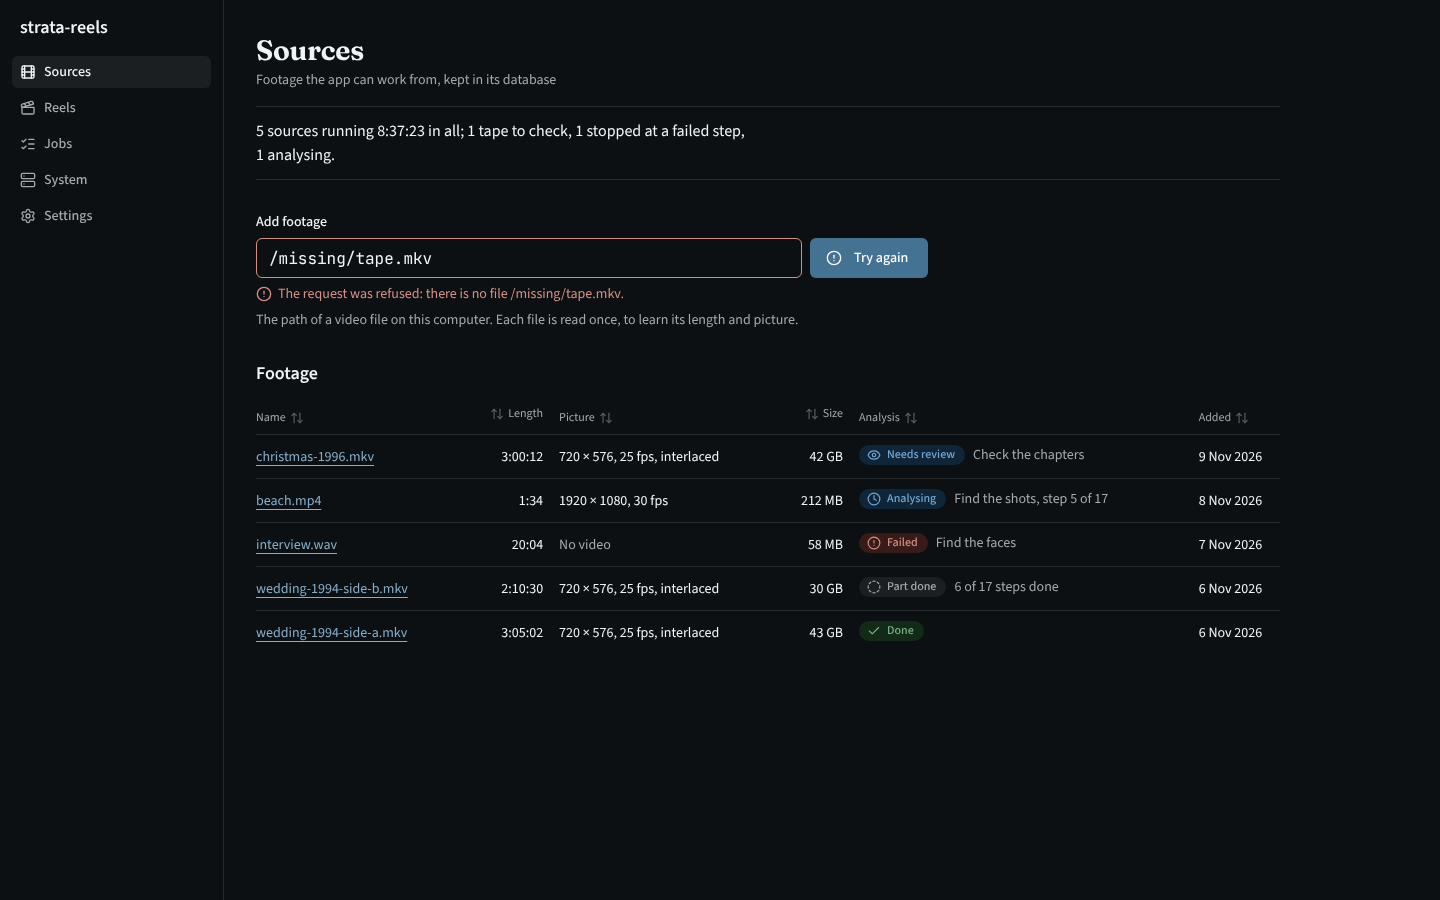 strata-reels
Sources
Reels
Jobs
System
Settings
Sources
Footage the app can work from, kept in its database
5 sources running 8:37:23 in all; 1 tape to check, 1 stopped at a failed step,
1 analysing.
Add footage
/missing/tape.mkv
Try again
The request was refused: there is no file /missing/tape.mkv.
The path of a video file on this computer. Each file is read once, to learn its length and picture.
Footage
Name Length Picture Size Analysis Added
christmas-1996.mkv 3:00:12 720 × 576, 25 fps, interlaced 42 GB Needs review Check the chapters 9 Nov 2026
beach.mp4 1:34 1920 × 1080, 30 fps 212 MB Analysing Find the shots, step 5 of 17 8 Nov 2026
interview.wav 20:04 No video 58 MB Failed Find the faces 7 Nov 2026
wedding-1994-side-b.mkv 2:10:30 720 × 576, 25 fps, interlaced 30 GB Part done 6 of 17 steps done 6 Nov 2026
wedding-1994-side-a.mkv 3:05:02 720 × 576, 25 fps, interlaced 43 GB Done 6 Nov 2026